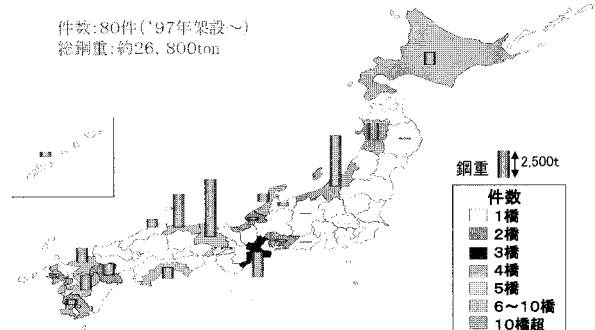 件数:80件('97年架設～)
総鋼重:約26,800ton
鋼重 2,500t
件数
1橋
2橋
3橋
4橋
5橋
6～10橋
10橋超